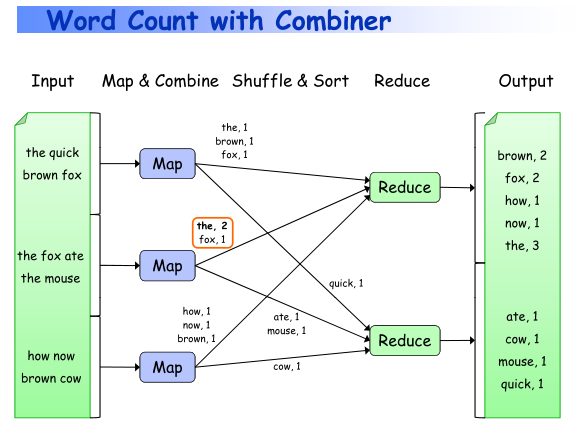 Word Count with Combiner
Input
Map & Combine
Shuffle & Sort
Reduce
Output
the quick
brown fox
the fox ate
the mouse
how now
brown cow
Map
Map
Map
the, 1
brown, 1
fox, 1
the, 2
fox, 1
how, 1
now, 1
brown, 1
quick, 1
ate, 1
mouse, 1
cow, 1
Reduce
Reduce
brown, 2
fox, 2
how, 1
now, 1
the, 3
ate, 1
cow, 1
mouse, 1
quick, 1